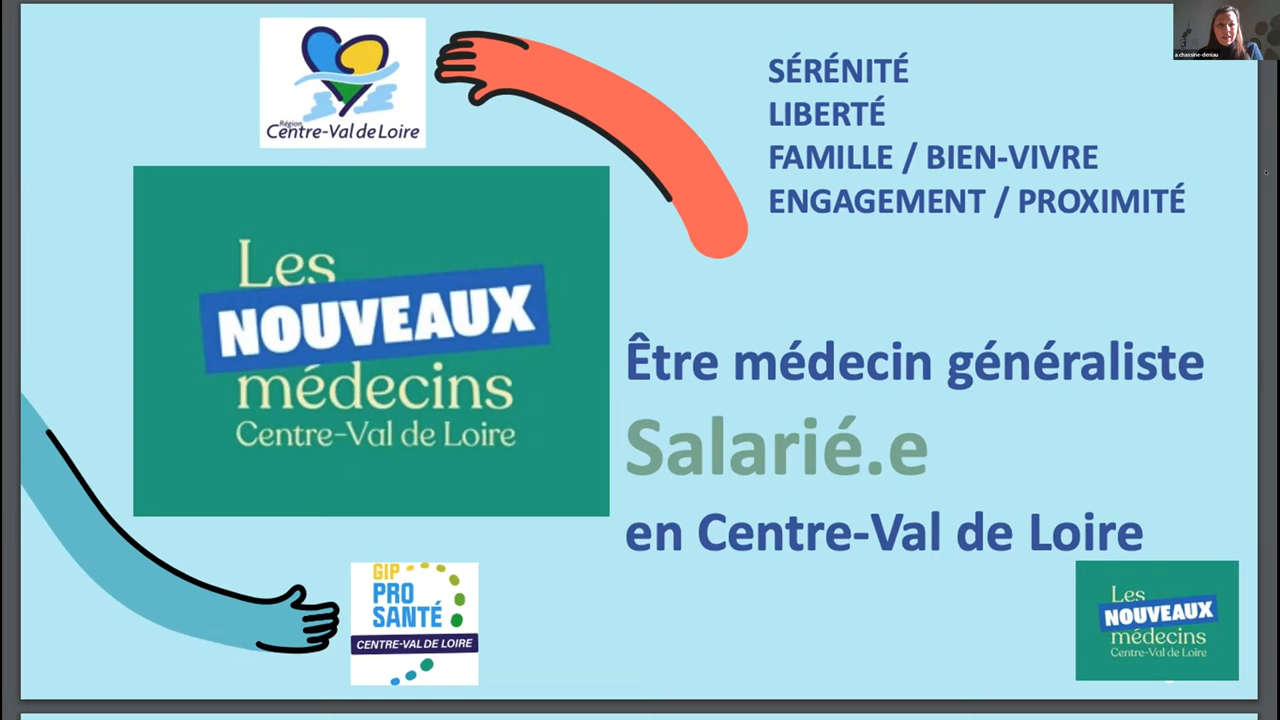 Région
Centre-Val de Loire
SÉRÉNITÉ
LIBERTÉ
FAMILLE / BIEN-VIVRE
ENGAGEMENT / PROXIMITÉ
a.chassine-deniau
Les
NOUVEAUX
médecins
Centre-Val de Loire
Être médecin généraliste
Salarié.e
en Centre-Val de Loire
GIP
PRO
SANTÉ
CENTRE-VAL DE LOIRE
Les
NOUVEAUX
médecins
Centre-Val de Loire